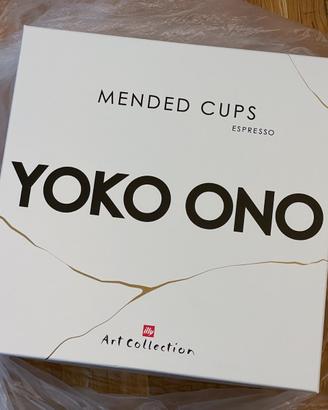 MENDED CUPS
ESPRESSO
YOKO ONO
illy
Art Collection